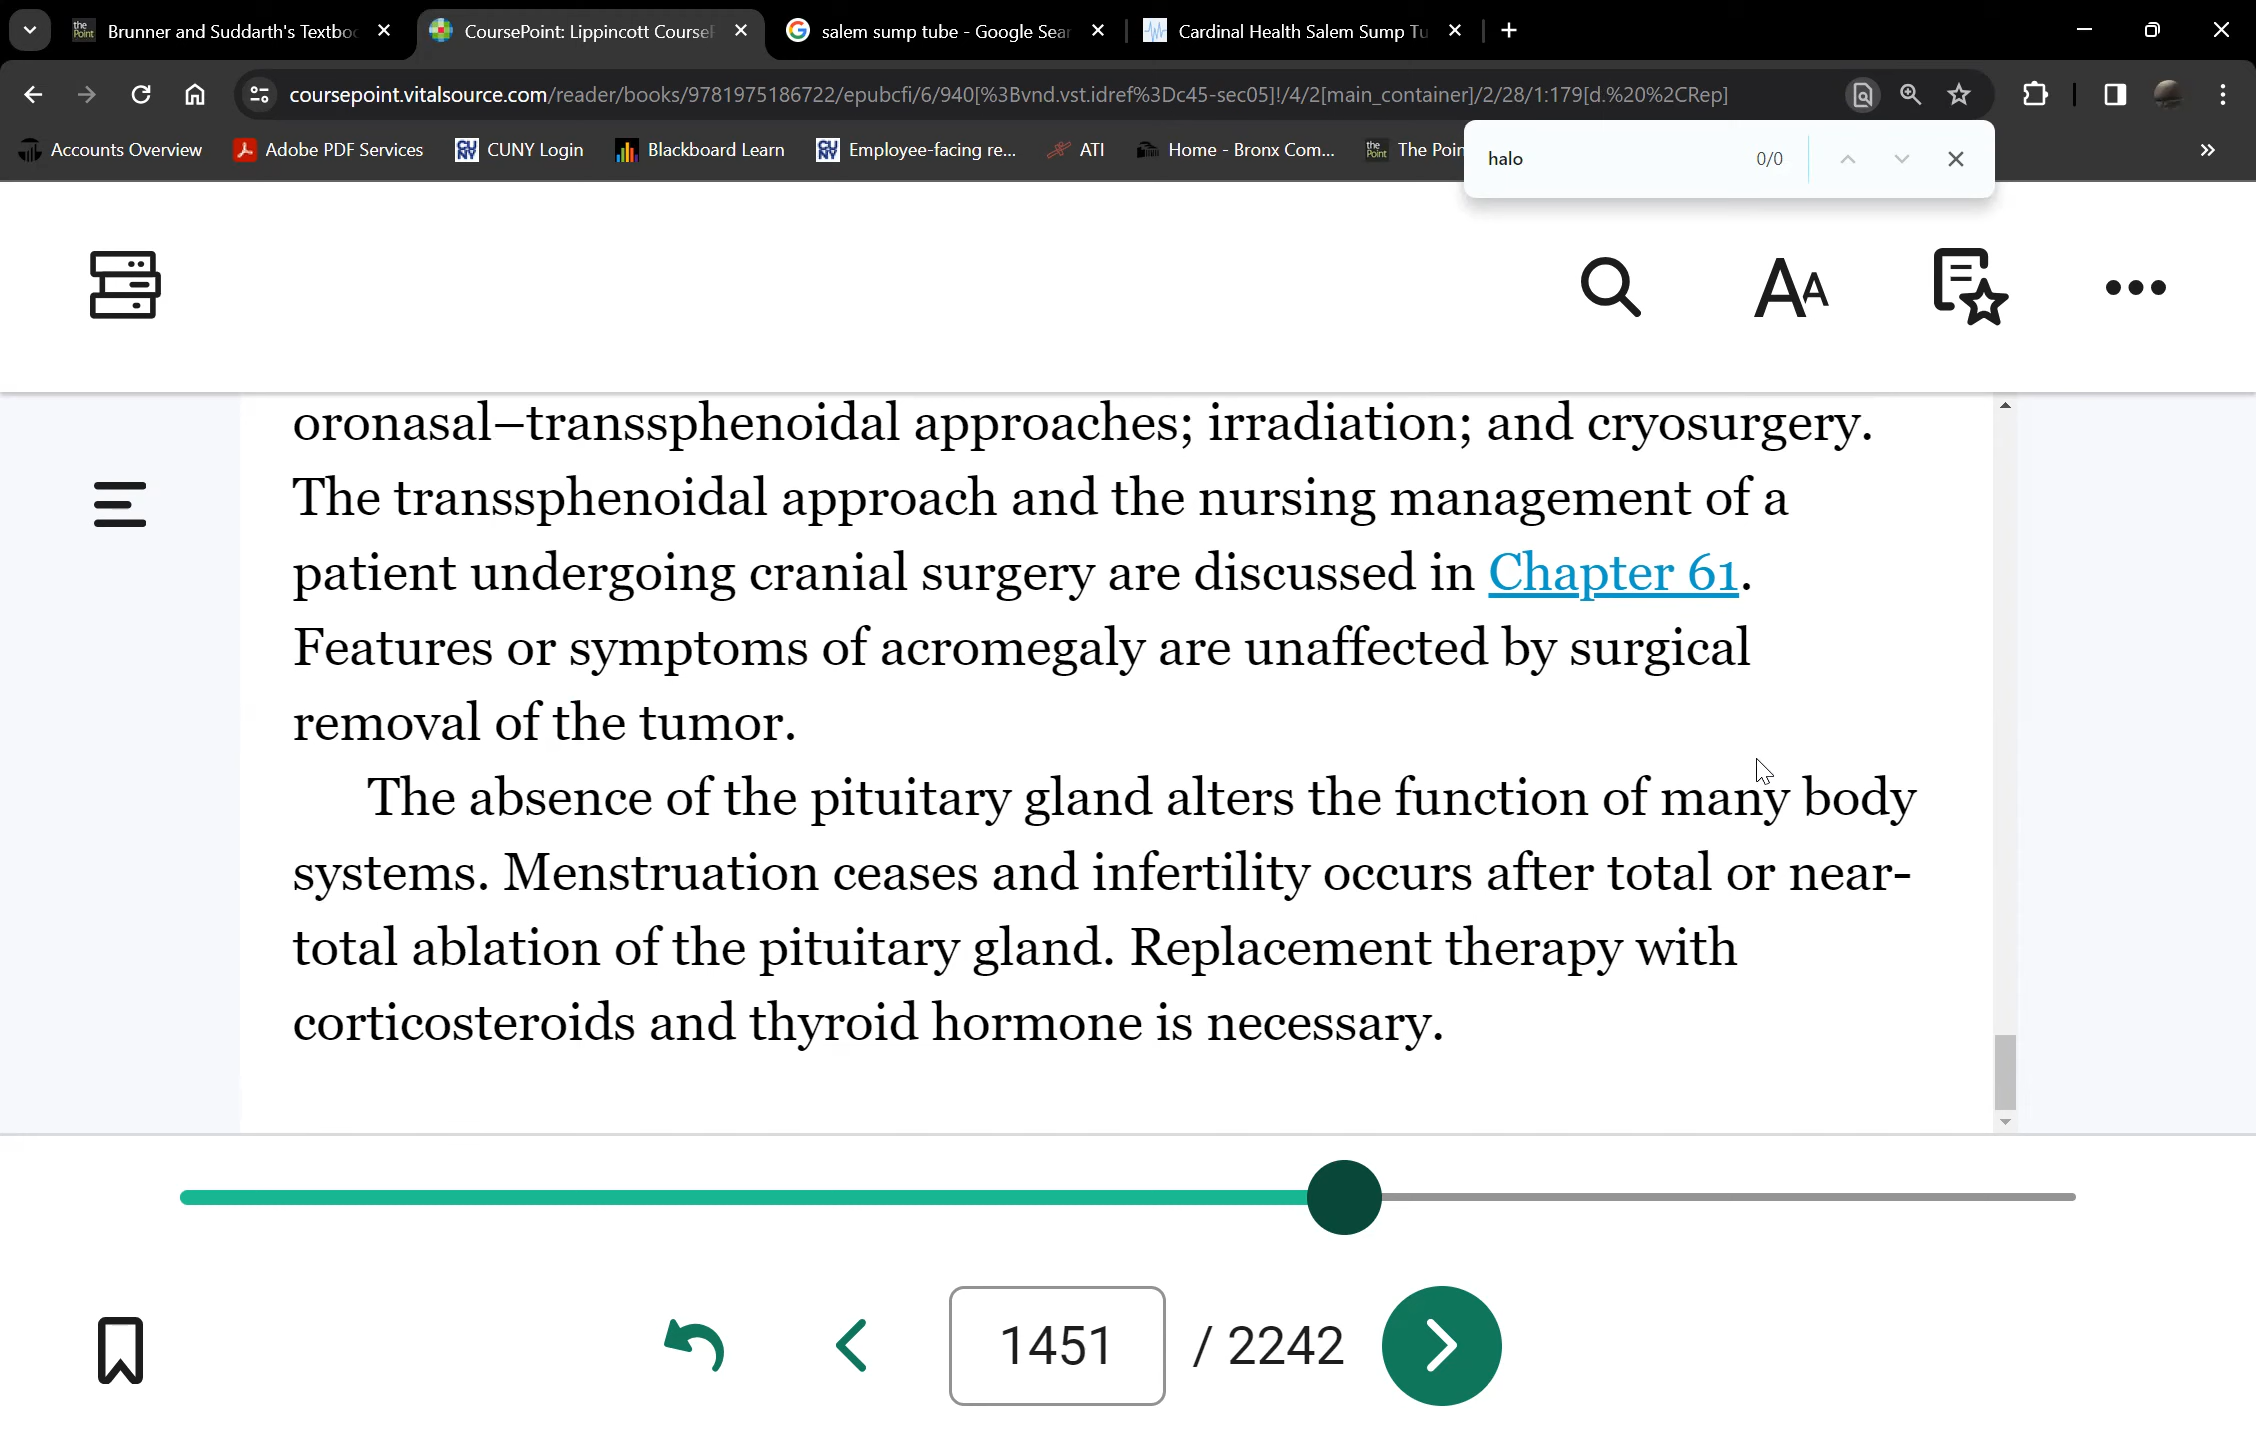 Brunner and Suddarth's Textbo
CoursePoint: Lippincott Course
salem sump tube - Google Sear
Cardinal Health Salem Sump Tu
coursepoint.vitalsource.com/reader/books/9781975186722/epubcfi/6/940[%3Bvnd.vst.idref%3Dc45-sec05]!/4/2[main_container]/2/28/1:179[d.%20%2CRep]
Accounts Overview
Adobe PDF Services
CUNY Login
Blackboard Learn
Employee-facing re...
ATI
Home - Bronx Com...
the Point
The Poin
halo
0/0
AA
oronasal–transsphenoidal approaches; irradiation; and cryosurgery.
The transsphenoidal approach and the nursing management of a
patient undergoing cranial surgery are discussed in Chapter 61.
Features or symptoms of acromegaly are unaffected by surgical
removal of the tumor.
The absence of the pituitary gland alters the function of many body
systems. Menstruation ceases and infertility occurs after total or near-
total ablation of the pituitary gland. Replacement therapy with
corticosteroids and thyroid hormone is necessary.
1451 / 2242